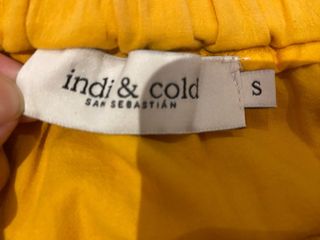 indi & cold
SAN SEBASTIÁN
S